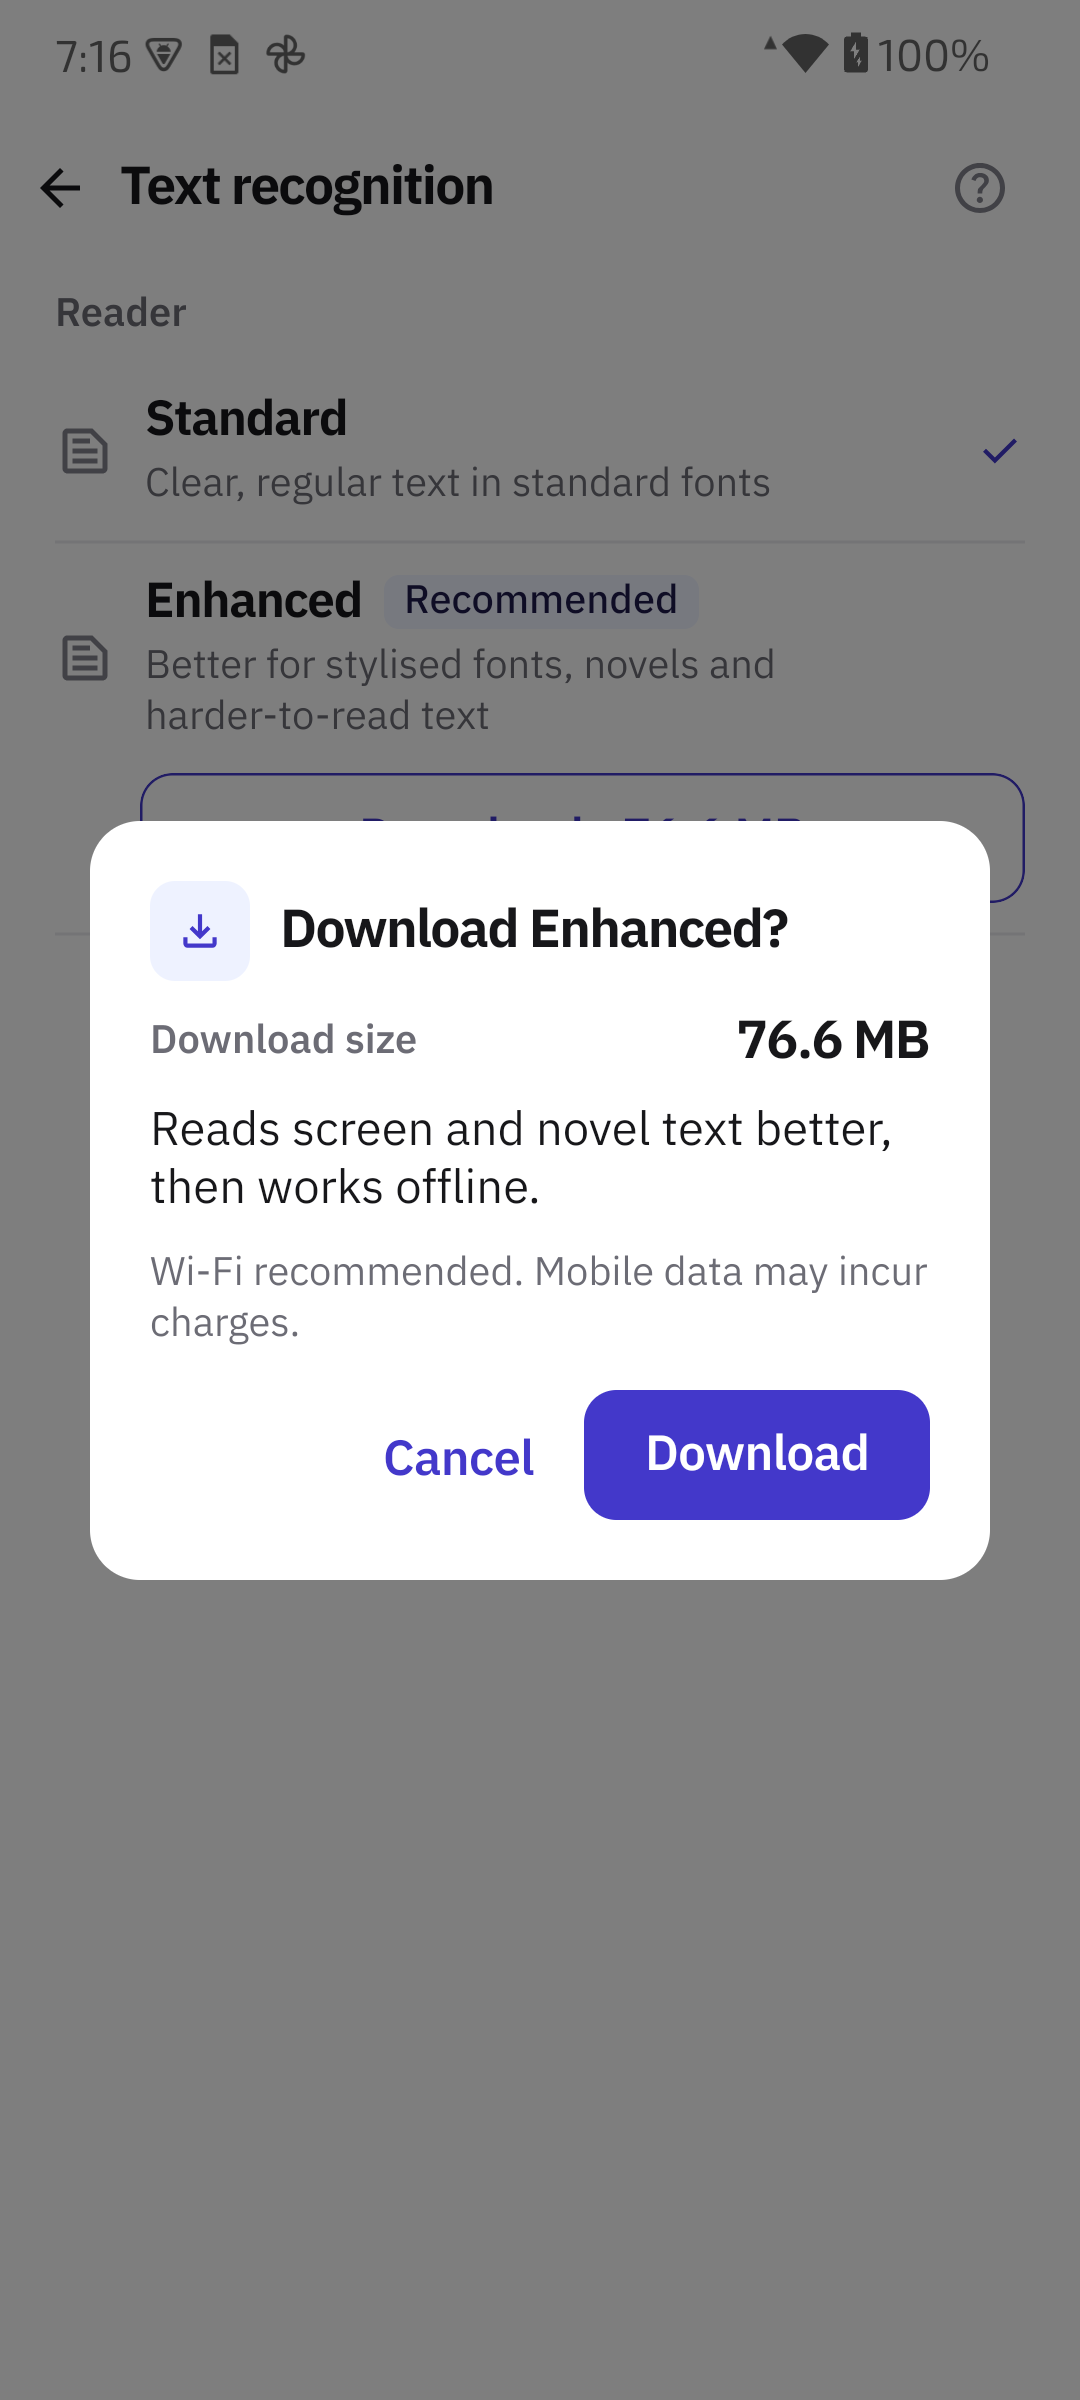 7:16
100%
Text recognition
Reader
Standard
Clear, regular text in standard fonts
Enhanced
Recommended
Better for stylised fonts, novels and
harder-to-read text
Download Enhanced?
Download size
76.6 MB
Reads screen and novel text better,
then works offline.
Wi-Fi recommended. Mobile data may incur
charges.
Cancel
Download